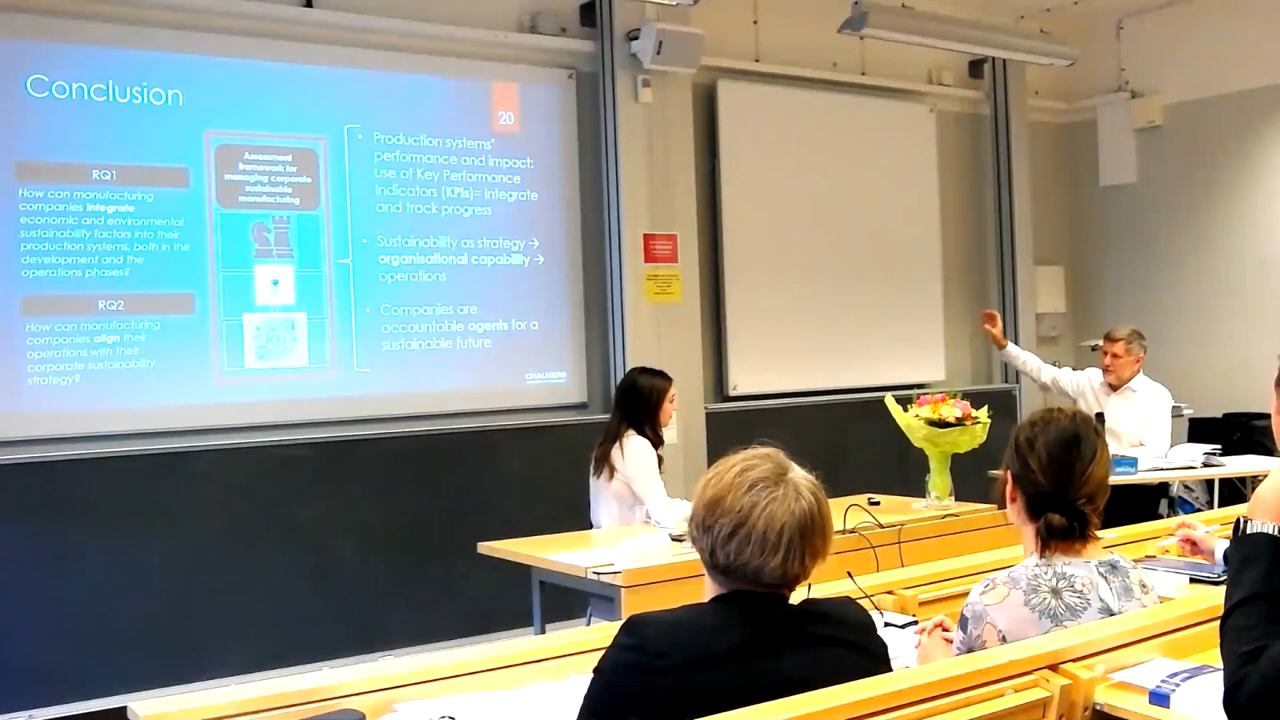 Conclusion
20
RQ1
How can manufacturing
companies integrate
economic and environmental
sustainability factors into their
production systems, both in the
development and the
operations phases?
RQ2
How can manufacturing
companies align their
operations with their
corporate sustainability
strategy?
Assessment
framework for
managing corporate
sustainable
manufacturing
• Production systems'
performance and impact:
use of Key Performance
Indicators (KPIs)= integrate
and track progress
• Sustainability as strategy →
organisational capability →
operations
• Companies are
accountable agents for a
sustainable future
CHALMERS